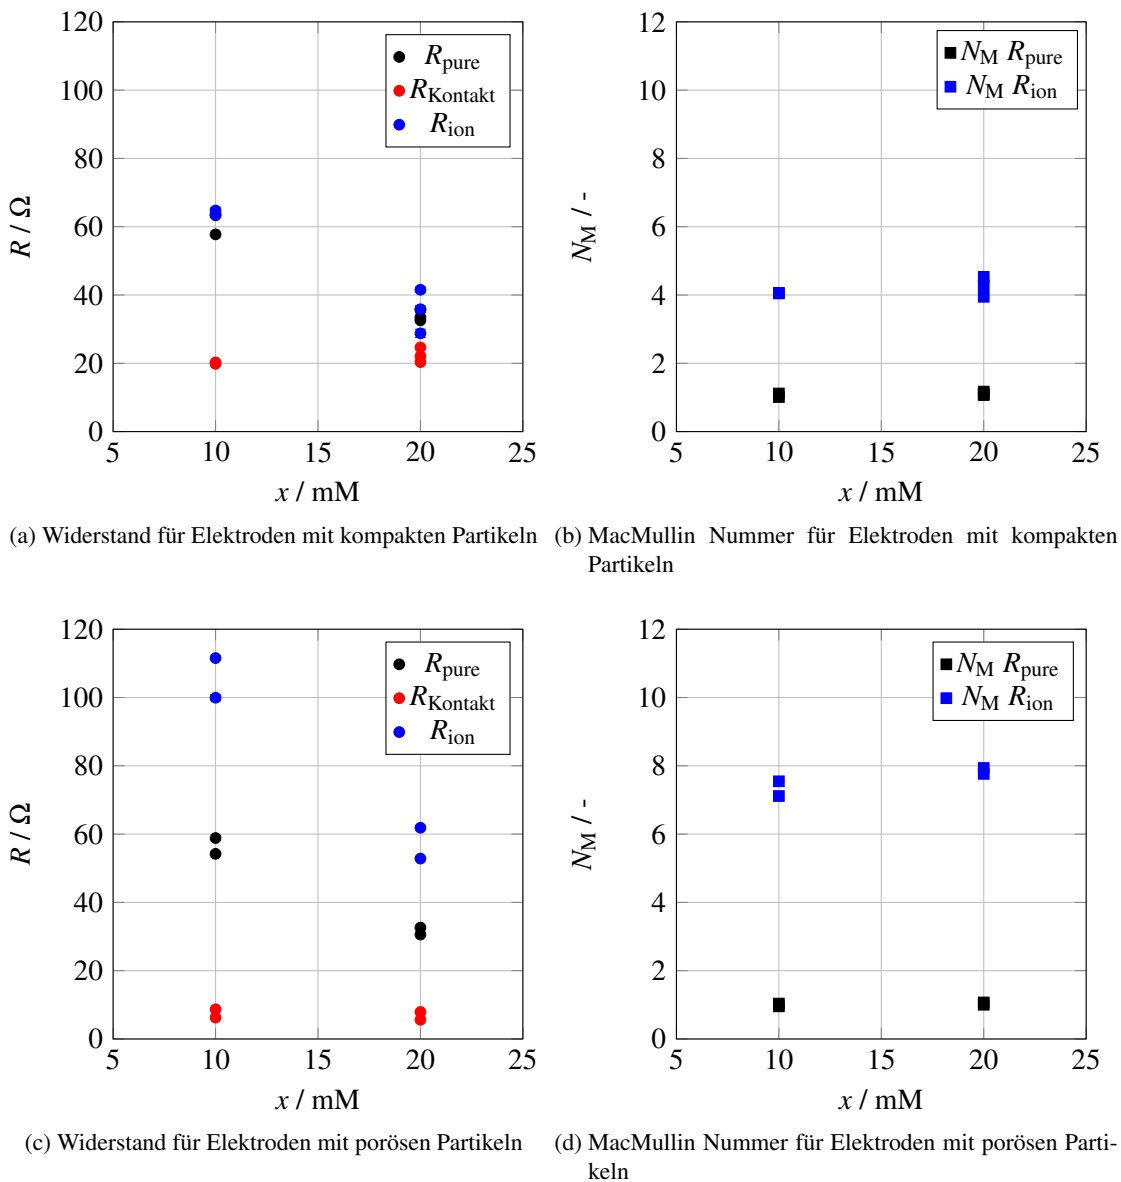 120
100
80
60
40
20
0
R / Ω
5 10 15 20 25
x / mM
R_pure
R_Kontakt
R_ion
(a) Widerstand für Elektroden mit kompakten Partikeln
12
10
8
6
4
2
0
N_M / -
5 10 15 20 25
x / mM
N_M R_pure
N_M R_ion
(b) MacMullin Nummer für Elektroden mit kompakten
Partikeln
120
100
80
60
40
20
0
R / Ω
5 10 15 20 25
x / mM
R_pure
R_Kontakt
R_ion
(c) Widerstand für Elektroden mit porösen Partikeln
12
10
8
6
4
2
0
N_M / -
5 10 15 20 25
x / mM
N_M R_pure
N_M R_ion
(d) MacMullin Nummer für Elektroden mit porösen Parti-
keln